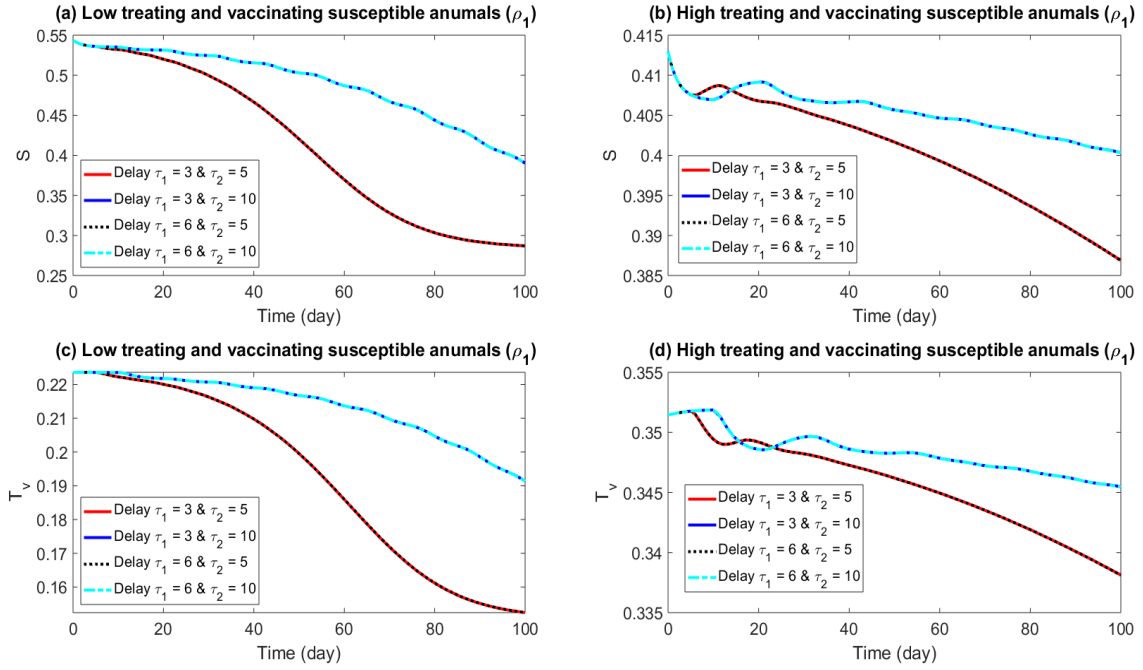 (a) Low treating and vaccinating susceptible anumals (ρ1)
0.55
0.5
0.45
0.4
0.35
0.3
0.25
S
Delay τ1 = 3 & τ2 = 5
Delay τ1 = 3 & τ2 = 10
Delay τ1 = 6 & τ2 = 5
Delay τ1 = 6 & τ2 = 10
0 20 40 60 80 100
Time (day)
(b) High treating and vaccinating susceptible anumals (ρ1)
0.415
0.41
0.405
0.4
0.395
0.39
0.385
S
Delay τ1 = 3 & τ2 = 5
Delay τ1 = 3 & τ2 = 10
Delay τ1 = 6 & τ2 = 5
Delay τ1 = 6 & τ2 = 10
0 20 40 60 80 100
Time (day)
(c) Low treating and vaccinating susceptible anumals (ρ1)
0.22
0.21
0.2
0.19
0.18
0.17
0.16
Tv
Delay τ1 = 3 & τ2 = 5
Delay τ1 = 3 & τ2 = 10
Delay τ1 = 6 & τ2 = 5
Delay τ1 = 6 & τ2 = 10
0 20 40 60 80 100
Time (day)
(d) High treating and vaccinating susceptible anumals (ρ1)
0.355
0.35
0.345
0.34
0.335
Tv
Delay τ1 = 3 & τ2 = 5
Delay τ1 = 3 & τ2 = 10
Delay τ1 = 6 & τ2 = 5
Delay τ1 = 6 & τ2 = 10
0 20 40 60 80 100
Time (day)